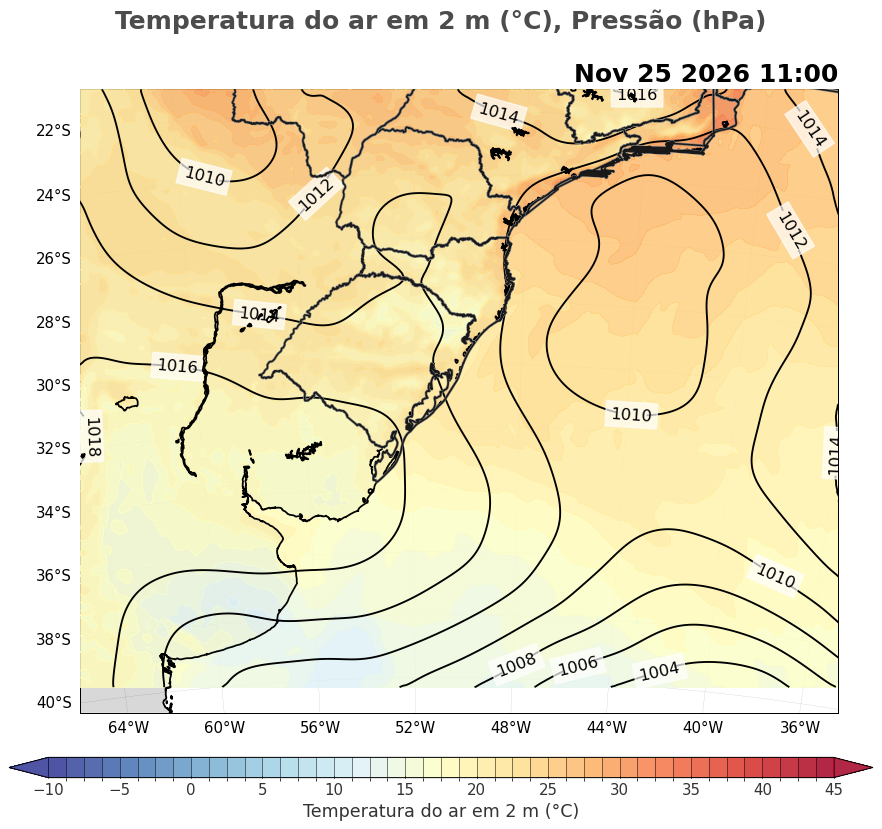 Temperatura do ar em 2 m (°C), Pressão (hPa)
Nov 25 2026 11:00
1016
1014
1014
22°S
1010
1012
24°S
1012
26°S
1014
28°S
1016
30°S
1010
1018
1014
32°S
34°S
36°S
1010
38°S
1008
1006
1004
40°S
64°W 60°W 56°W 52°W 48°W 44°W 40°W 36°W
−10 −5 0 5 10 15 20 25 30 35 40 45
Temperatura do ar em 2 m (°C)